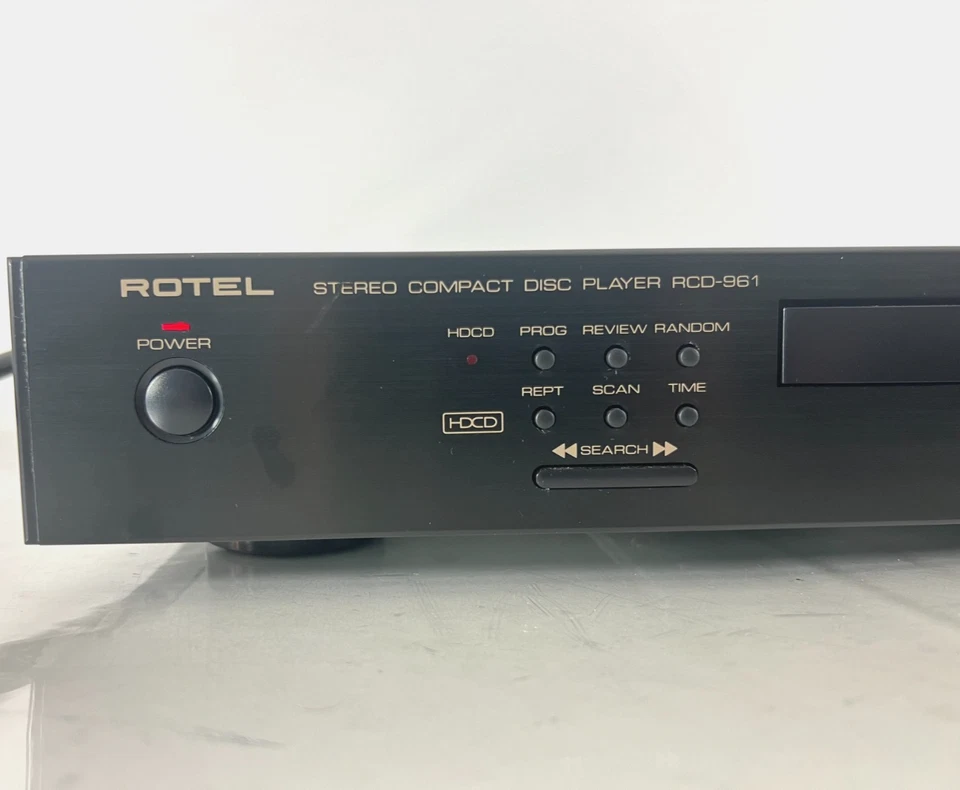 ROTEL STEREO COMPACT DISC PLAYER RCD-961
POWER
HDCD PROG REVIEW RANDOM
REPT SCAN TIME
HDCD
SEARCH